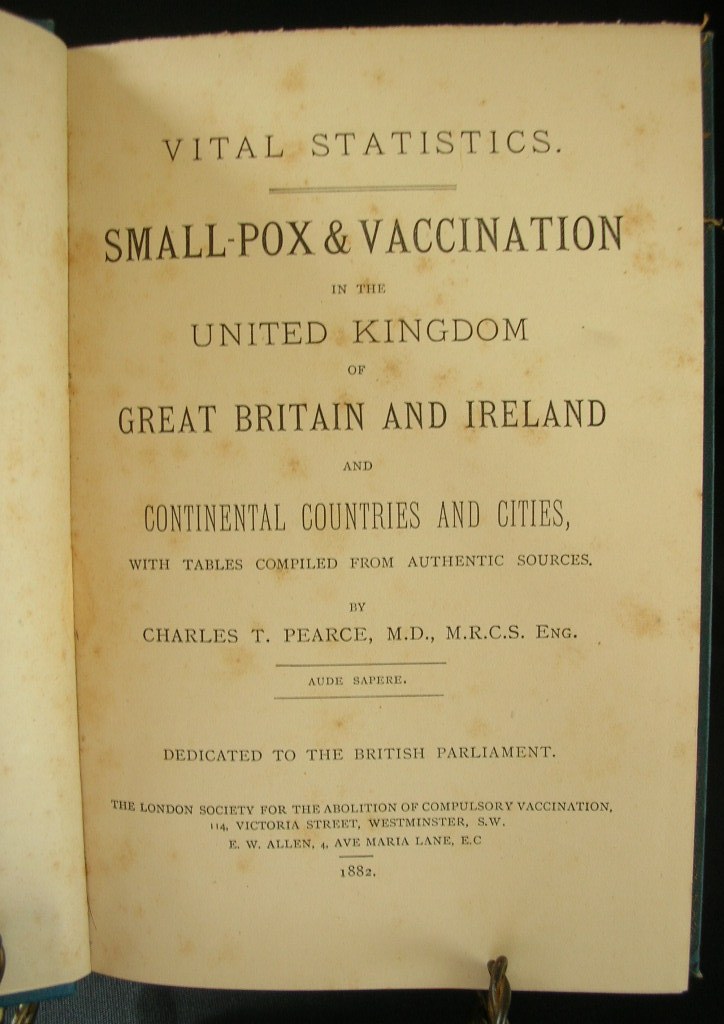 VITAL STATISTICS.
SMALL-POX & VACCINATION
IN THE
UNITED KINGDOM
OF
GREAT BRITAIN AND IRELAND
AND
CONTINENTAL COUNTRIES AND CITIES,
WITH TABLES COMPILED FROM AUTHENTIC SOURCES.
BY
CHARLES T. PEARCE, M.D., M.R.C.S. ENG.
AUDE SAPERE.
DEDICATED TO THE BRITISH PARLIAMENT.
THE LONDON SOCIETY FOR THE ABOLITION OF COMPULSORY VACCINATION,
114, VICTORIA STREET, WESTMINSTER, S.W.
E. W. ALLEN, 4, AVE MARIA LANE, E.C
1882.